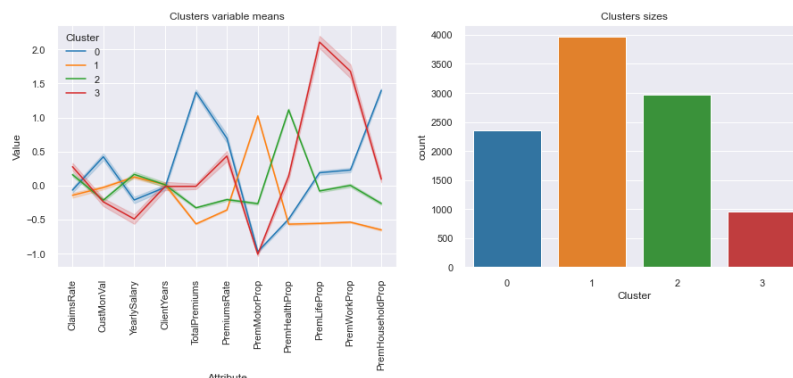 Clusters variable means
Cluster
0
1
2
3
2.0
1.5
1.0
0.5
0.0
−0.5
−1.0
Value
ClaimsRate
CustMonVal
YearlySalary
ClientYears
TotalPremiums
PremiumsRate
PremMotorProp
PremHealthProp
PremLifeProp
PremWorkProp
PremHouseholdProp
Attribute
Clusters sizes
4000
3500
3000
2500
2000
1500
1000
500
0
count
0 1 2 3
Cluster